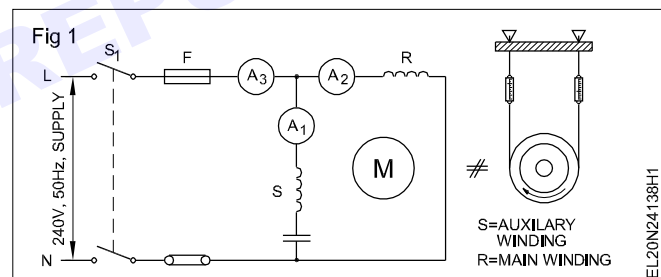 Fig 1
S1
F
R
L
A3
A2
A1
240V, 50Hz, SUPPLY
M
S
N
S=AUXILARY
WINDING
R=MAIN WINDING
EL20N24138H1